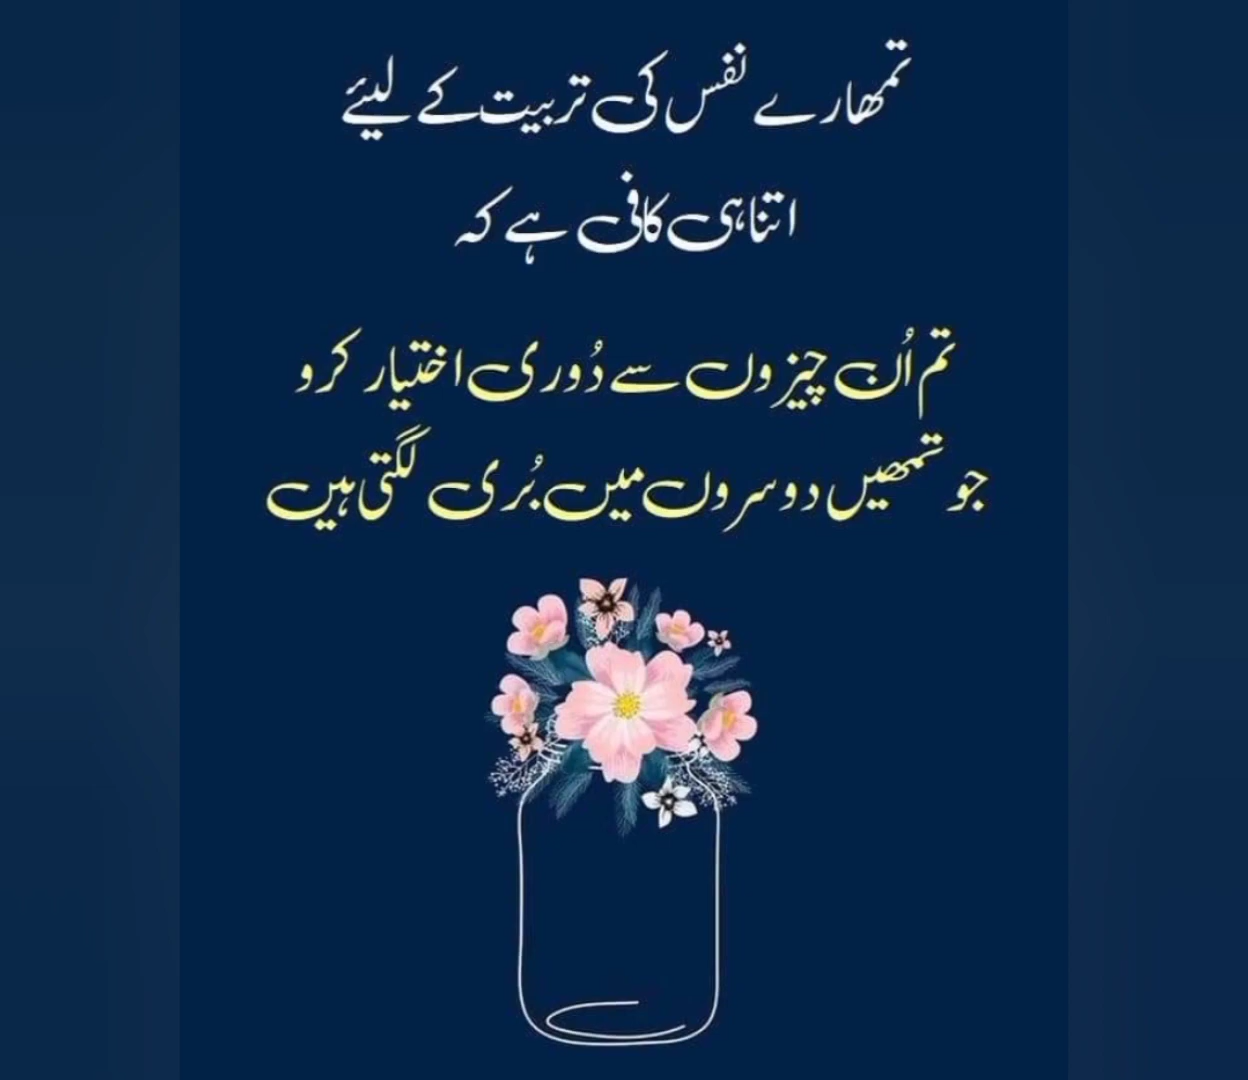 تمھارے نفس کی تربیت کے لیئے
اتنا ہی کافی ہے کہ
تم اُن چیزوں سے دُوری اختیار کرو
جو تمھیں دوسروں میں بُری لگتی ہیں